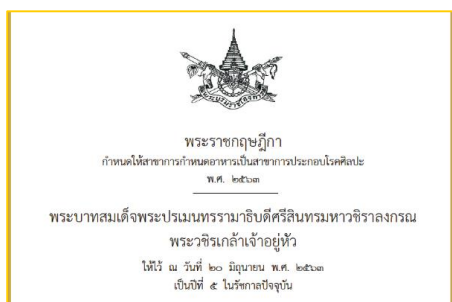 พระราชกฤษฎีกา
กำหนดให้สาขาการกำหนดอาหารเป็นสาขาการประกอบโรคศิลปะ
พ.ศ. ๒๕๖๓
พระบาทสมเด็จพระปรเมนทรรามาธิบดีศรีสินทรมหาวชิราลงกรณ
พระวชิรเกล้าเจ้าอยู่หัว
ให้ไว้ ณ วันที่ ๒๐ มิถุนายน พ.ศ. ๒๕๖๓
เป็นปีที่ ๕ ในรัชกาลปัจจุบัน